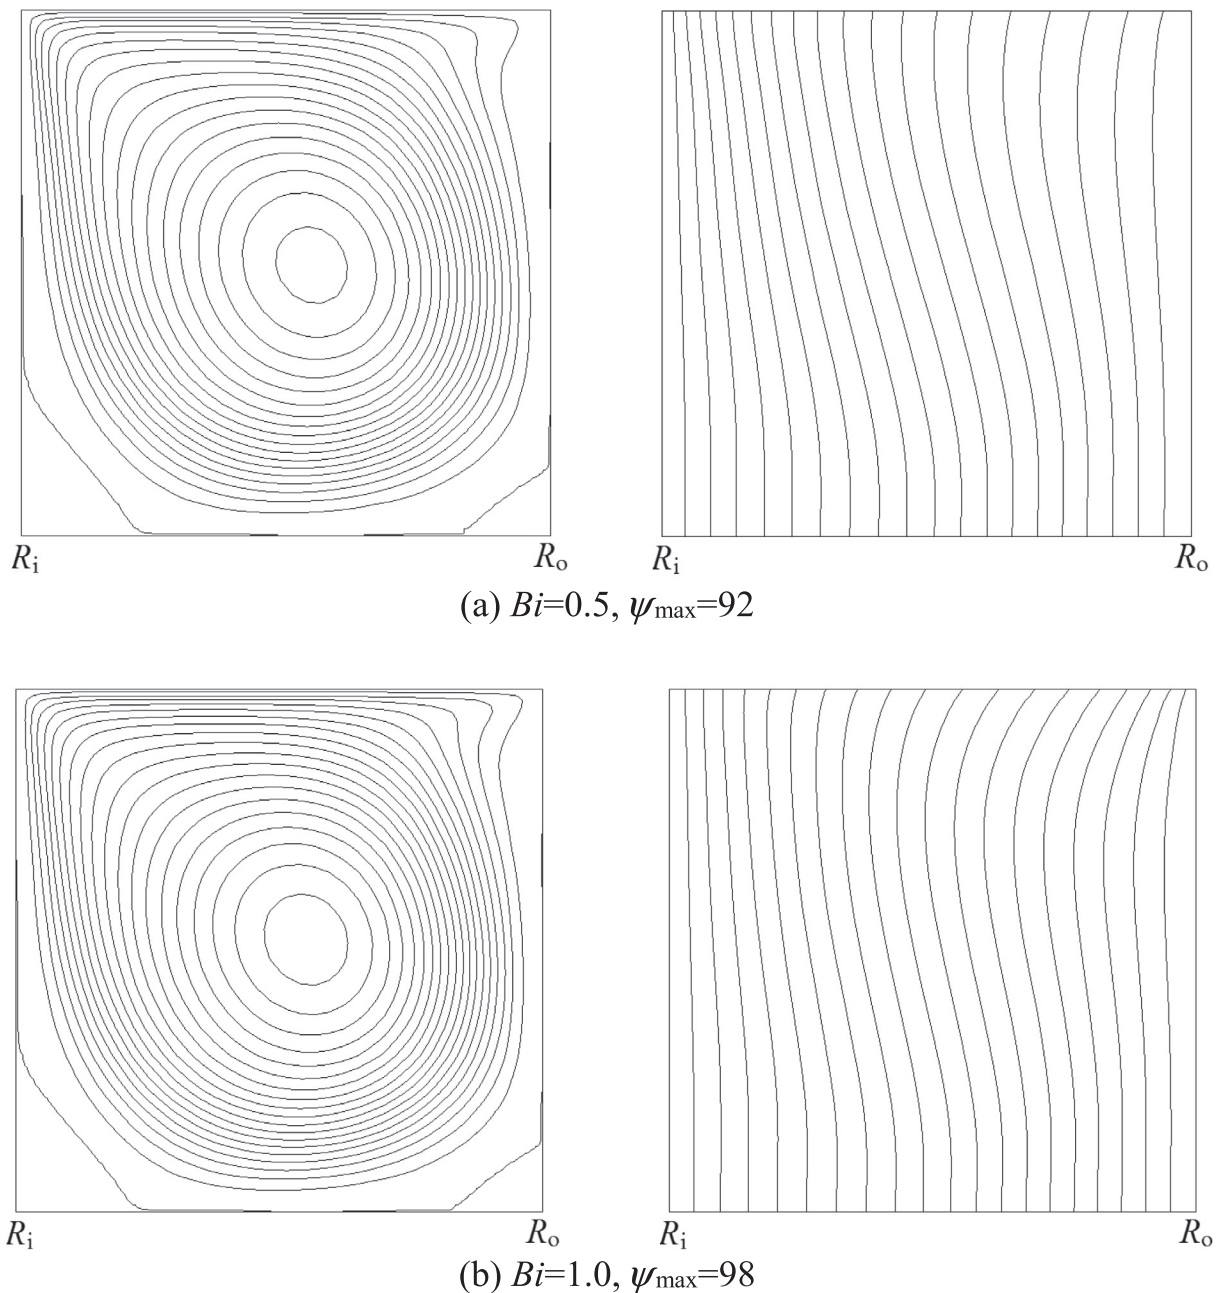 Ri Ro Ri Ro
(a) Bi=0.5, ψmax=92
Ri Ro Ri Ro
(b) Bi=1.0, ψmax=98